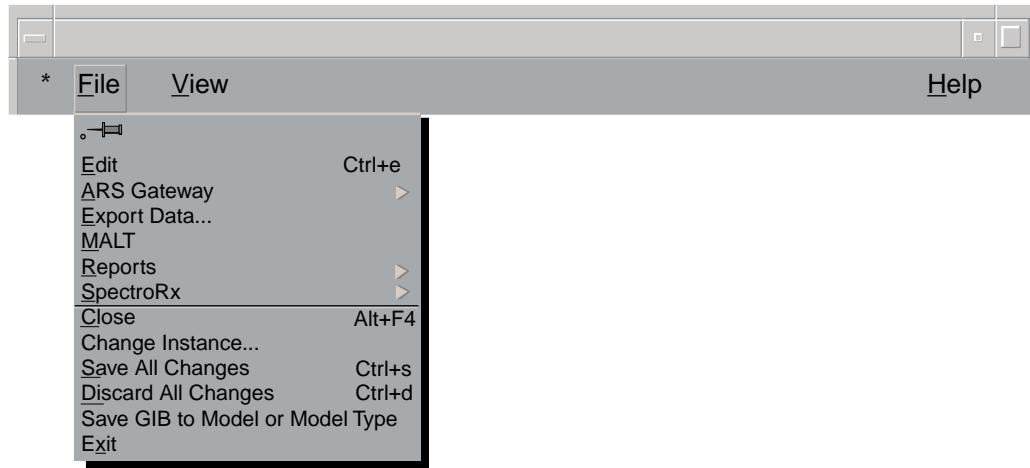 * File View Help
Edit Ctrl+e
ARS Gateway
Export Data...
MALT
Reports
SpectroRx
Close Alt+F4
Change Instance...
Save All Changes Ctrl+s
Discard All Changes Ctrl+d
Save GIB to Model or Model Type
Exit